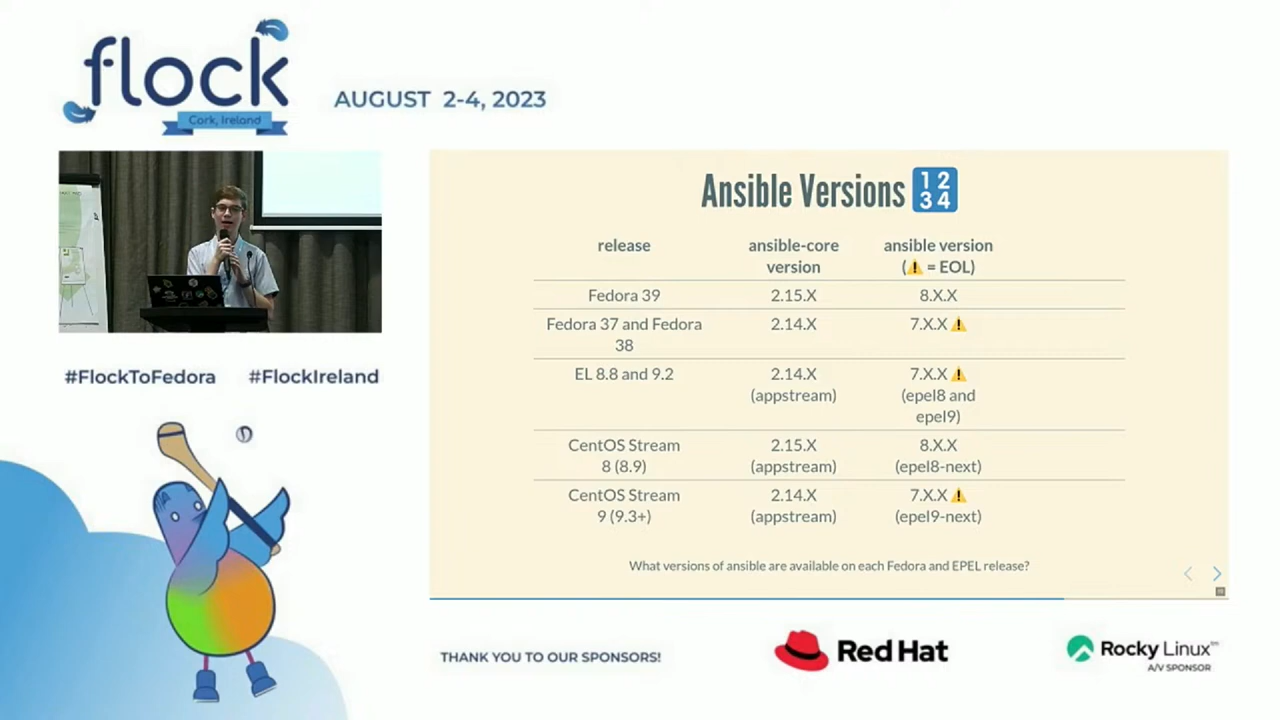 flock
Cork, Ireland
AUGUST 2-4, 2023
Ansible Versions 1 2 3 4
release
ansible-core version
ansible version (⚠ = EOL)
Fedora 39
2.15.X
8.X.X
Fedora 37 and Fedora 38
2.14.X
7.X.X ⚠
EL 8.8 and 9.2
2.14.X (appstream)
7.X.X ⚠ (epel8 and epel9)
CentOS Stream 8 (8.9)
2.15.X (appstream)
8.X.X (epel8-next)
CentOS Stream 9 (9.3+)
2.14.X (appstream)
7.X.X ⚠ (epel9-next)
What versions of ansible are available on each Fedora and EPEL release?
#FlockToFedora #FlockIreland
THANK YOU TO OUR SPONSORS!
Red Hat
Rocky Linux™
A/V SPONSOR